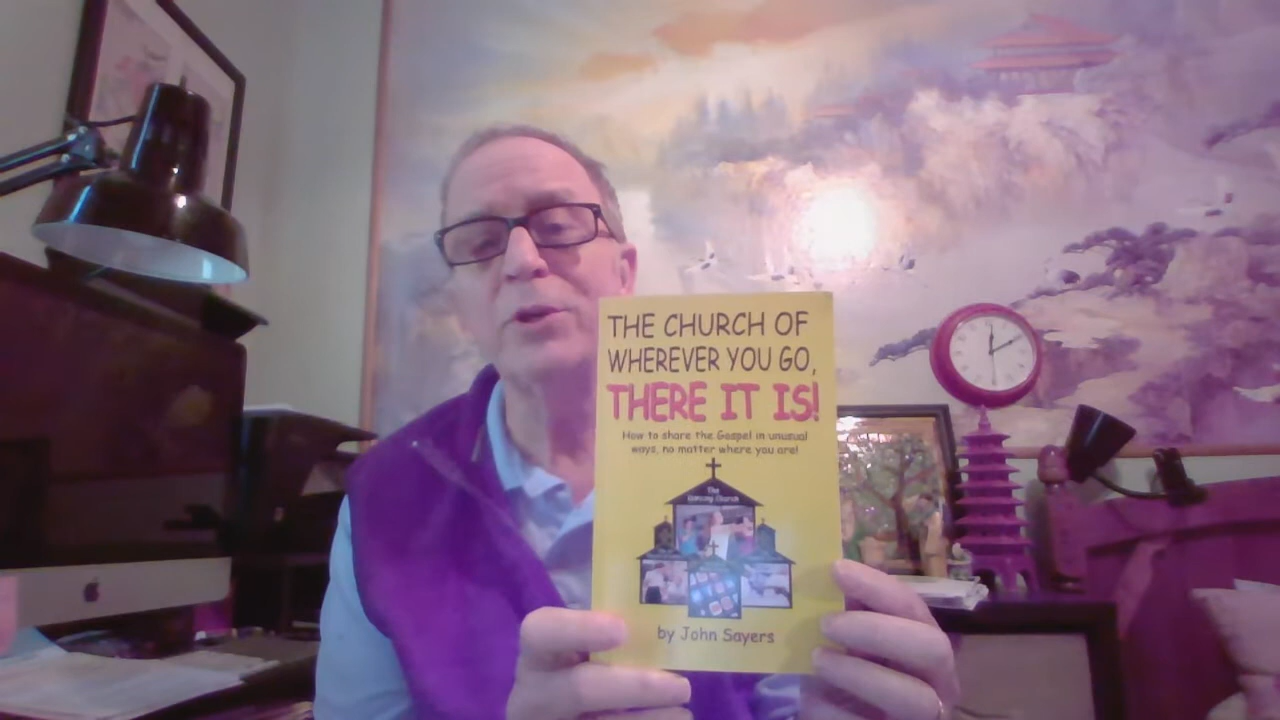 THE CHURCH OF
WHEREVER YOU GO,
THERE IT IS!
How to share the Gospel in unusual
ways, no matter where you are!
The
Dancing Church
by John Sayers